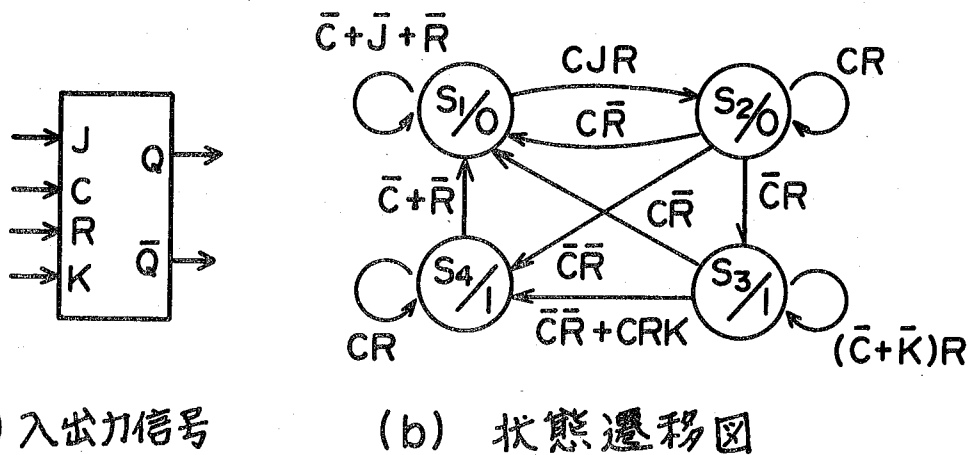 J
C
R
K
Q
Q̄
C̄+J̄+R̄
CJR
CR
S1/0
S2/0
CR̄
C̄+R̄
CR̄
C̄R
C̄R̄
S4/1
S3/1
CR
C̄R̄+CRK
(C̄+K̄)R
) 入出力信号
(b) 状態遷移図